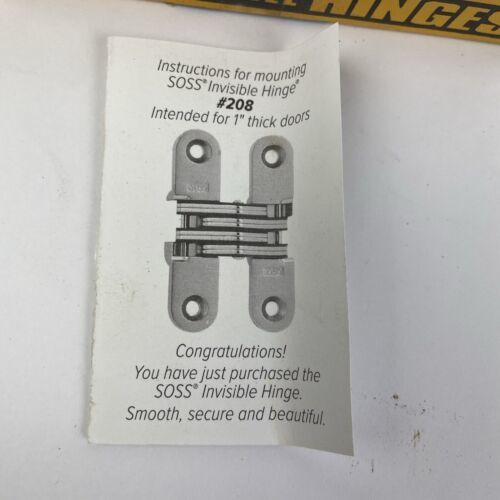 HINGES
Instructions for mounting
SOSS® Invisible Hinge®
#208
Intended for 1" thick doors
Congratulations!
You have just purchased the
SOSS® Invisible Hinge.
Smooth, secure and beautiful.